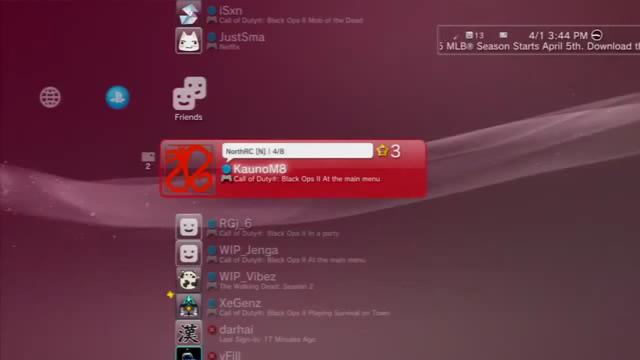 iSxn
Call of Duty®: Black Ops II Mob of the Dead
JustSma
Netflix
13
4/1 3:44 PM
5 MLB® Season Starts April 5th. Download th
Friends
NorthRC [N] | 4/8
3
2
KaunoM8
Call of Duty®: Black Ops II At the main menu
RGj_6
Call of Duty®: Black Ops II In a party
WIP_Jenga
Call of Duty®: Black Ops II At the main menu
WIP_Vibez
The Walking Dead: Season 2
XeGenz
Call of Duty®: Black Ops II Playing Survival on Town
漢
darhai
Last Sign-in: 17 Minutes Ago